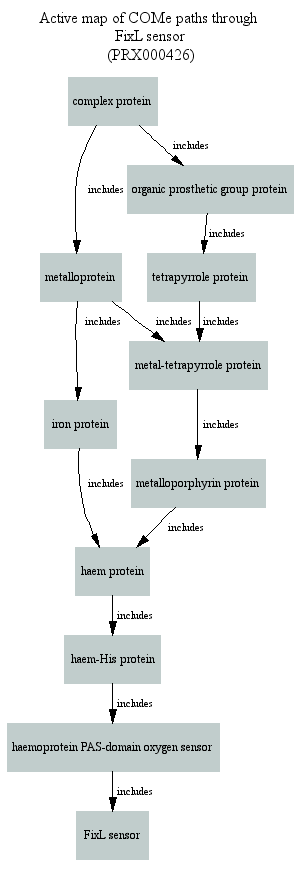 Active map of COMe paths through
FixL sensor
(PRX000426)
complex protein
includes
organic prosthetic group protein
includes
includes
metalloprotein
tetrapyrrole protein
includes
includes
includes
metal-tetrapyrrole protein
iron protein
includes
includes
metalloporphyrin protein
includes
haem protein
includes
haem-His protein
includes
haemoprotein PAS-domain oxygen sensor
includes
FixL sensor